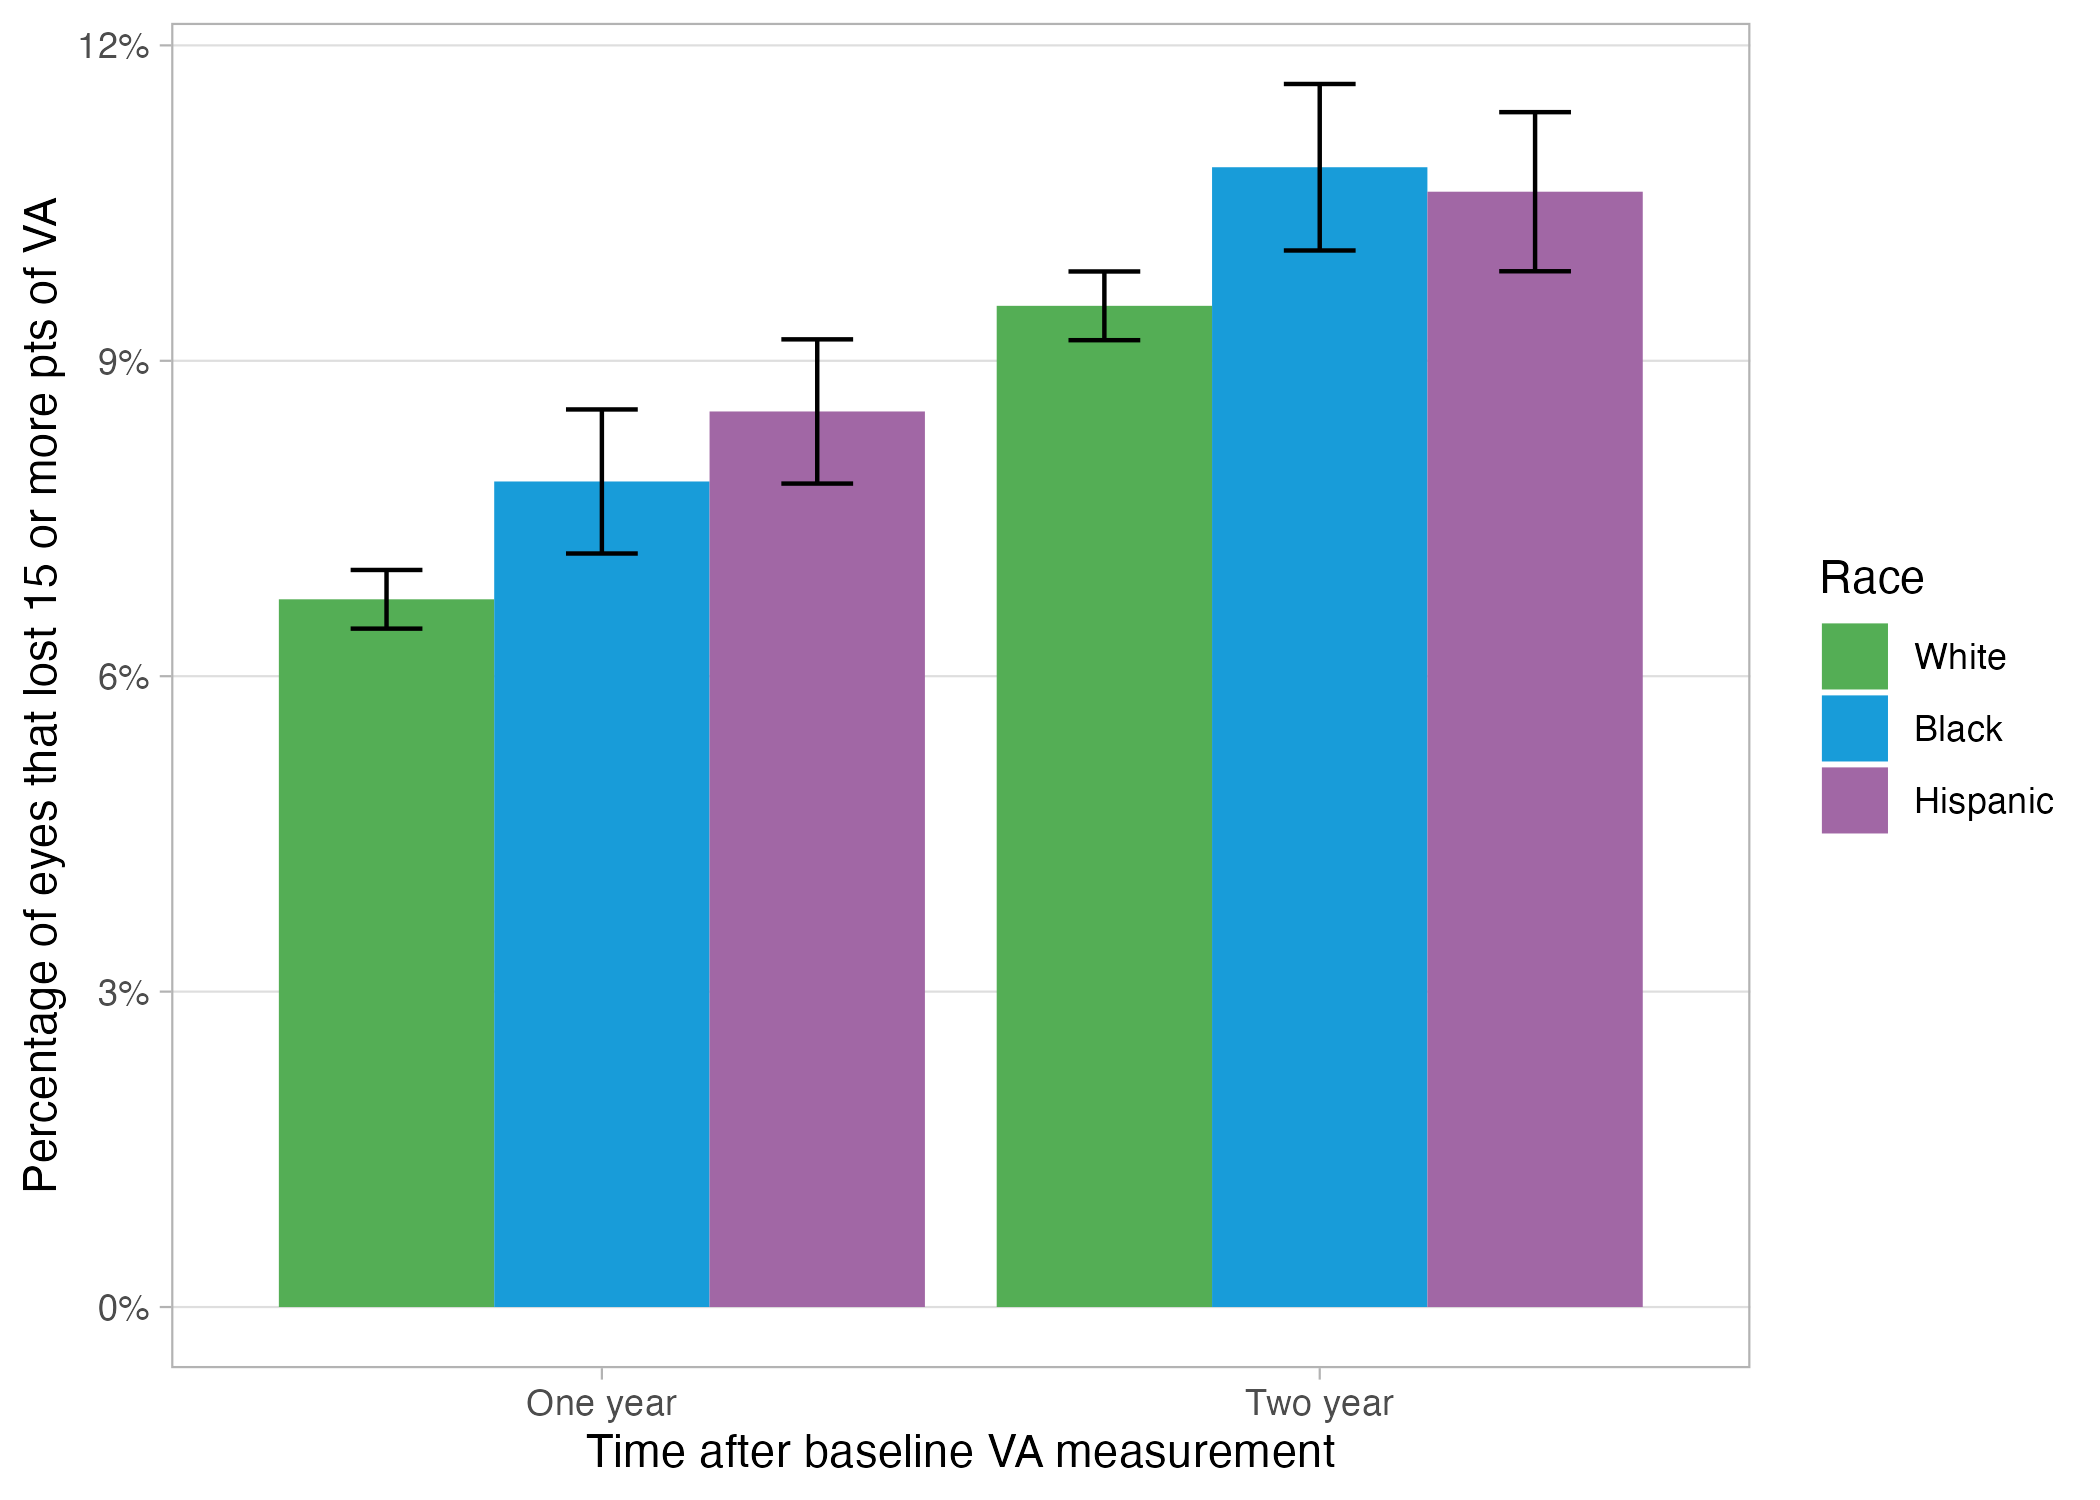 Percentage of eyes that lost 15 or more pts of VA
12%
9%
6%
3%
0%
One year
Two year
Time after baseline VA measurement
Race
White
Black
Hispanic